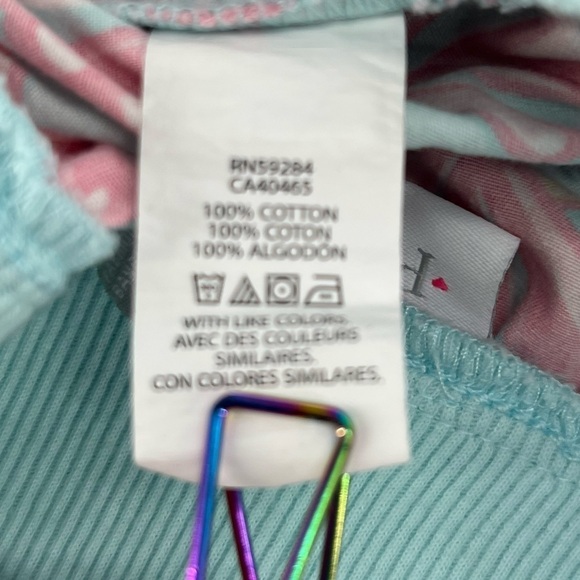 RN59284
CA40465
100% COTTON
100% COTON
100% ALGODÓN
WITH LIKE COLORS.
AVEC DES COULEURS
SIMILAIRES.
CON COLORES SIMILARES.
H